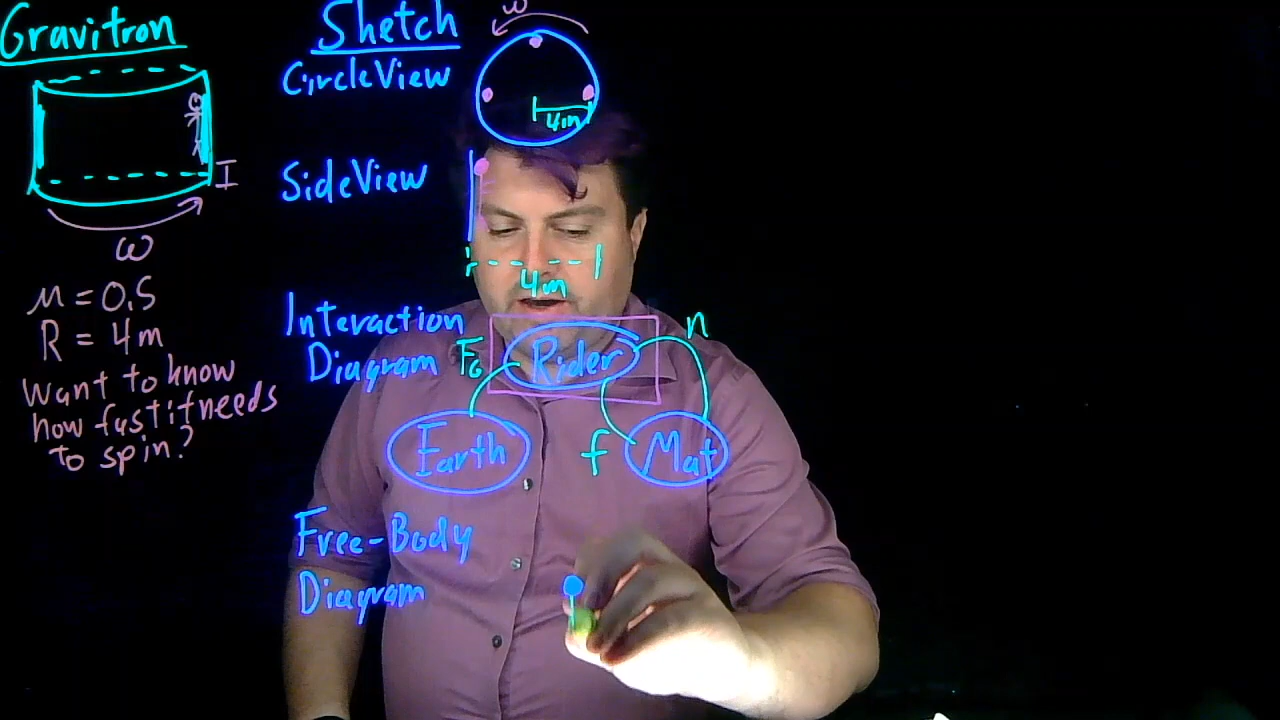 Gravitron
ω
I
ω
μ = 0.5
R = 4m
Want to know
how fast it needs
to spin?
Sketch
Circle View
4m
Side View
4m
Interaction
Diagram
FG
Rider
n
Earth
f
Mat
Free-Body
Diagram